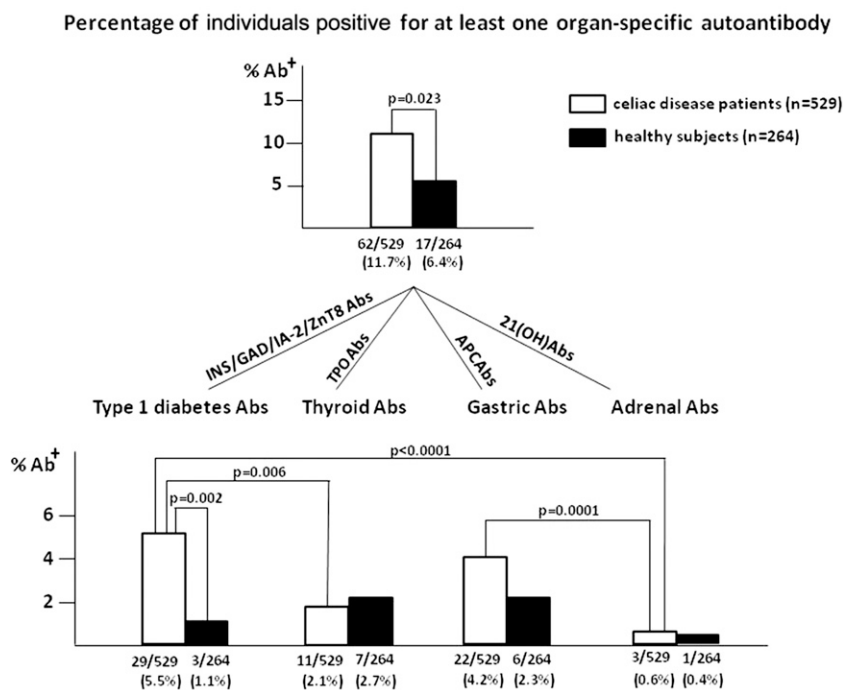 Percentage of individuals positive for at least one organ-specific autoantibody
% Ab+
15
10
5
p=0.023
celiac disease patients (n=529)
healthy subjects (n=264)
62/529 17/264
(11.7%) (6.4%)
INS/GAD/IA-2/ZnT8 Abs
TPOAbs
APCAbs
21(OH)Abs
Type 1 diabetes Abs Thyroid Abs Gastric Abs Adrenal Abs
% Ab+
6
4
2
p<0.0001
p=0.006
p=0.002
p=0.0001
29/529 3/264 11/529 7/264 22/529 6/264 3/529 1/264
(5.5%) (1.1%) (2.1%) (2.7%) (4.2%) (2.3%) (0.6%) (0.4%)